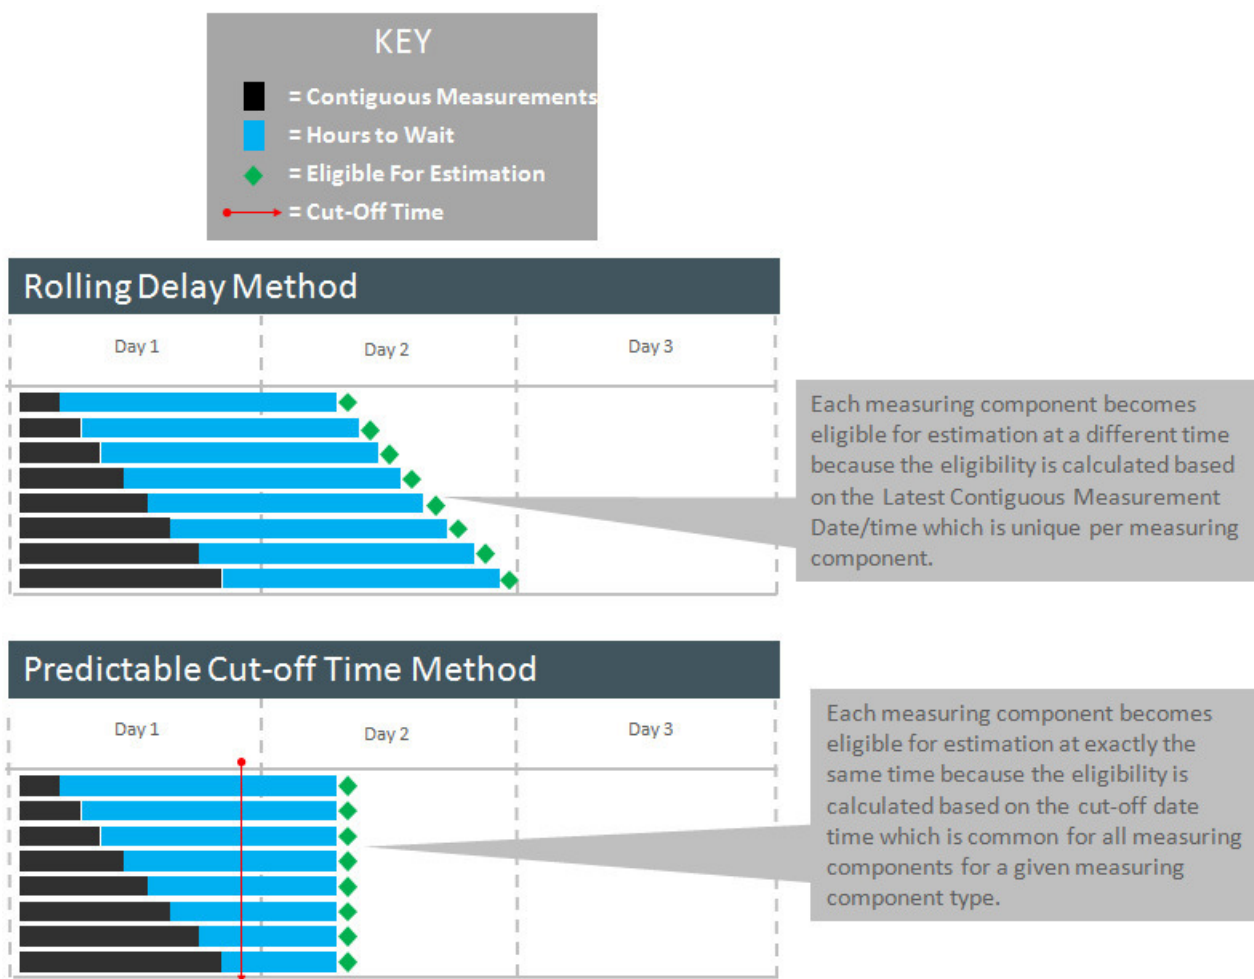 KEY
= Contiguous Measurements
= Hours to Wait
= Eligible For Estimation
= Cut-Off Time
Rolling Delay Method
Day 1
Day 2
Day 3
Each measuring component becomes
eligible for estimation at a different time
because the eligibility is calculated based
on the Latest Contiguous Measurement
Date/time which is unique per measuring
component.
Predictable Cut-off Time Method
Day 1
Day 2
Day 3
Each measuring component becomes
eligible for estimation at exactly the
same time because the eligibility is
calculated based on the cut-off date
time which is common for all measuring
components for a given measuring
component type.